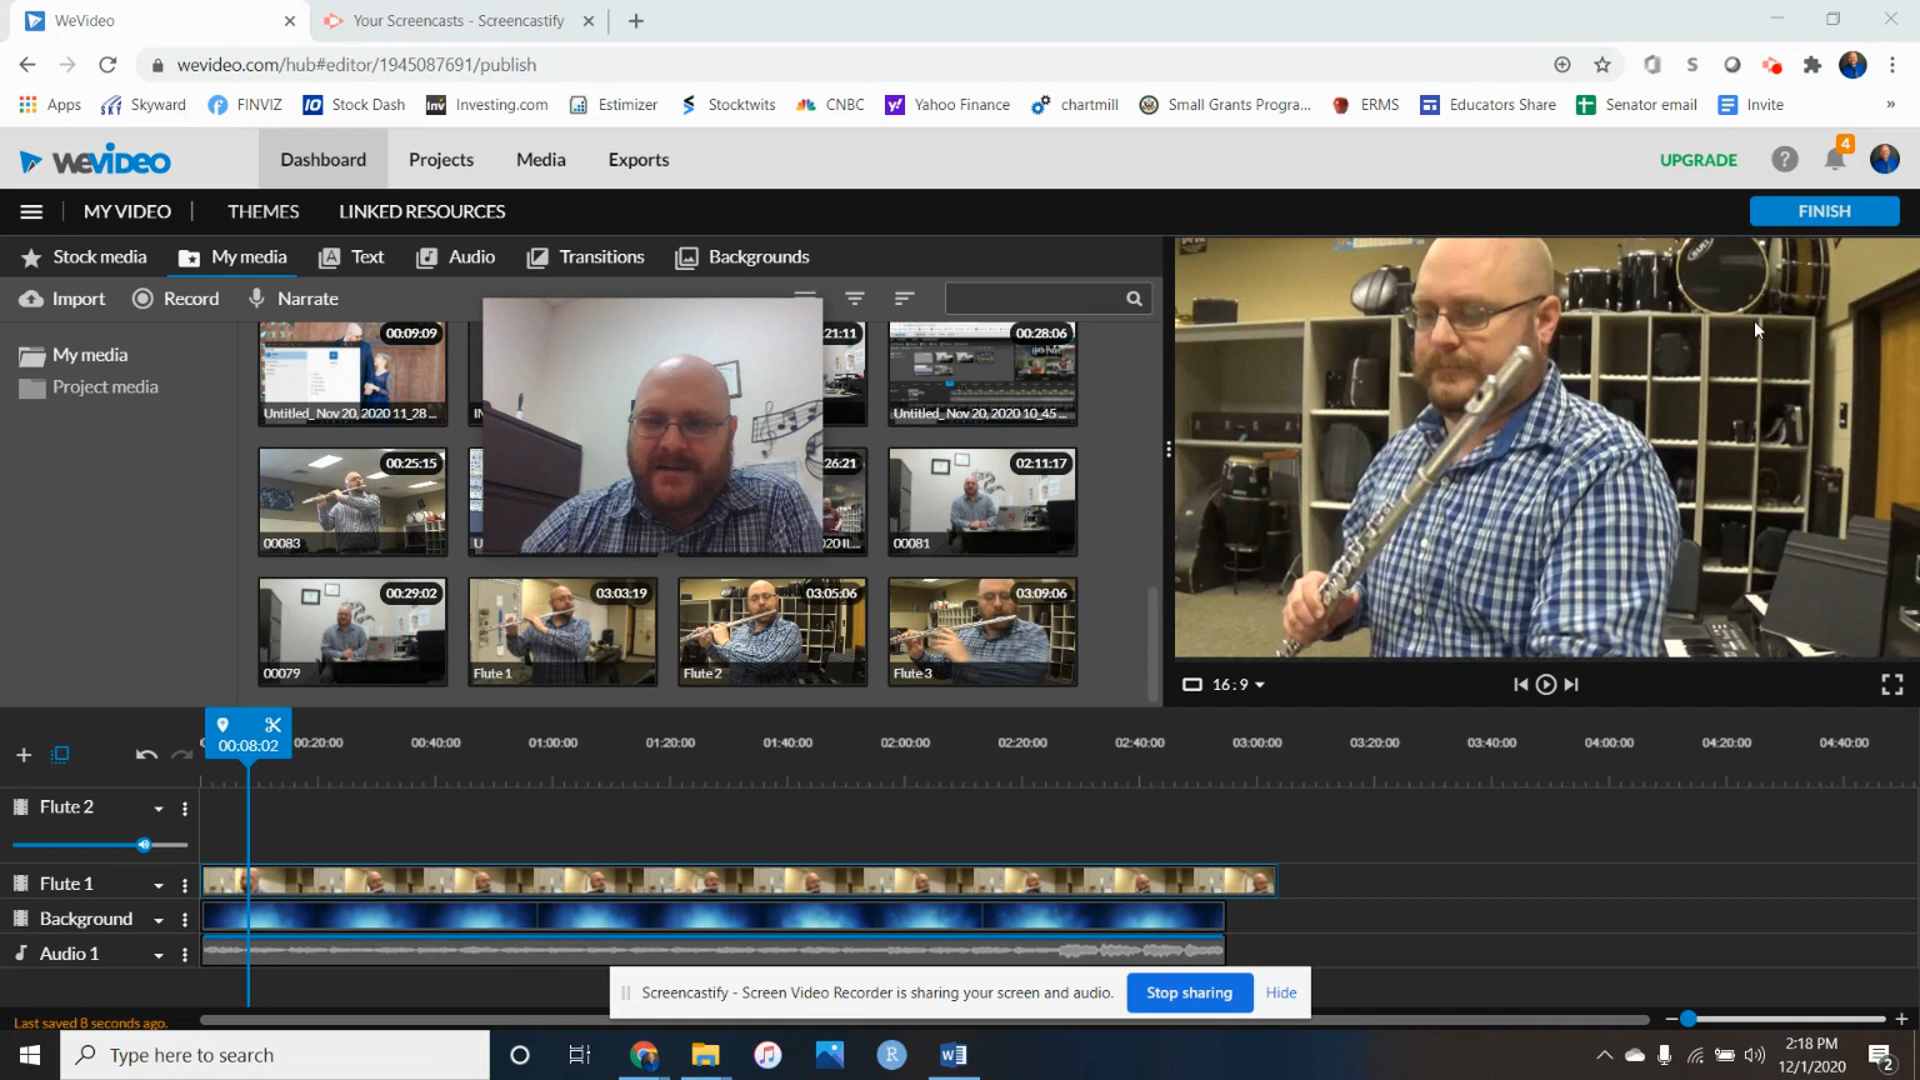 WeVideo
Your Screencasts - Screencastify
wevideo.com/hub#editor/1945087691/publish
Apps
Skyward
FINVIZ
Stock Dash
Investing.com
Estimizer
Stocktwits
CNBC
Yahoo Finance
chartmill
Small Grants Progra...
ERMS
Educators Share
Senator email
Invite
»
wevideo
Dashboard
Projects
Media
Exports
UPGRADE
4
MY VIDEO
THEMES
LINKED RESOURCES
FINISH
Stock media
My media
Text
Audio
Transitions
Backgrounds
Import
Record
Narrate
My media
Project media
00:09:09
Untitled_ Nov 20, 2020 11_28 ...
21:11
00:28:06
Untitled_ Nov 20, 2020 10_45 ...
00:25:15
00083
26:21
02:11:17
00081
00:29:02
00079
03:03:19
Flute 1
03:05:06
Flute 2
03:09:06
Flute 3
16:9
00:08:02
00:20:00
00:40:00
01:00:00
01:20:00
01:40:00
02:00:00
02:20:00
02:40:00
03:00:00
03:20:00
03:40:00
04:00:00
04:20:00
04:40:00
Flute 2
Flute 1
Background
Audio 1
Screencastify - Screen Video Recorder is sharing your screen and audio.
Stop sharing
Hide
Last saved 8 seconds ago.
Type here to search
2:18 PM
12/1/2020
2